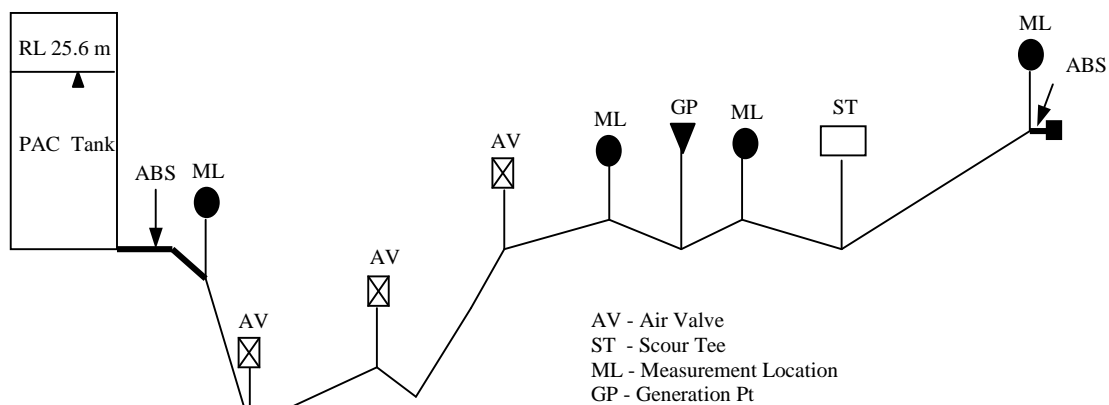 ML
RL 25.6 m
ABS
GP
ST
ML
ML
PAC Tank
AV
ABS
ML
AV
AV
AV - Air Valve
ST - Scour Tee
ML - Measurement Location
GP - Generation Pt